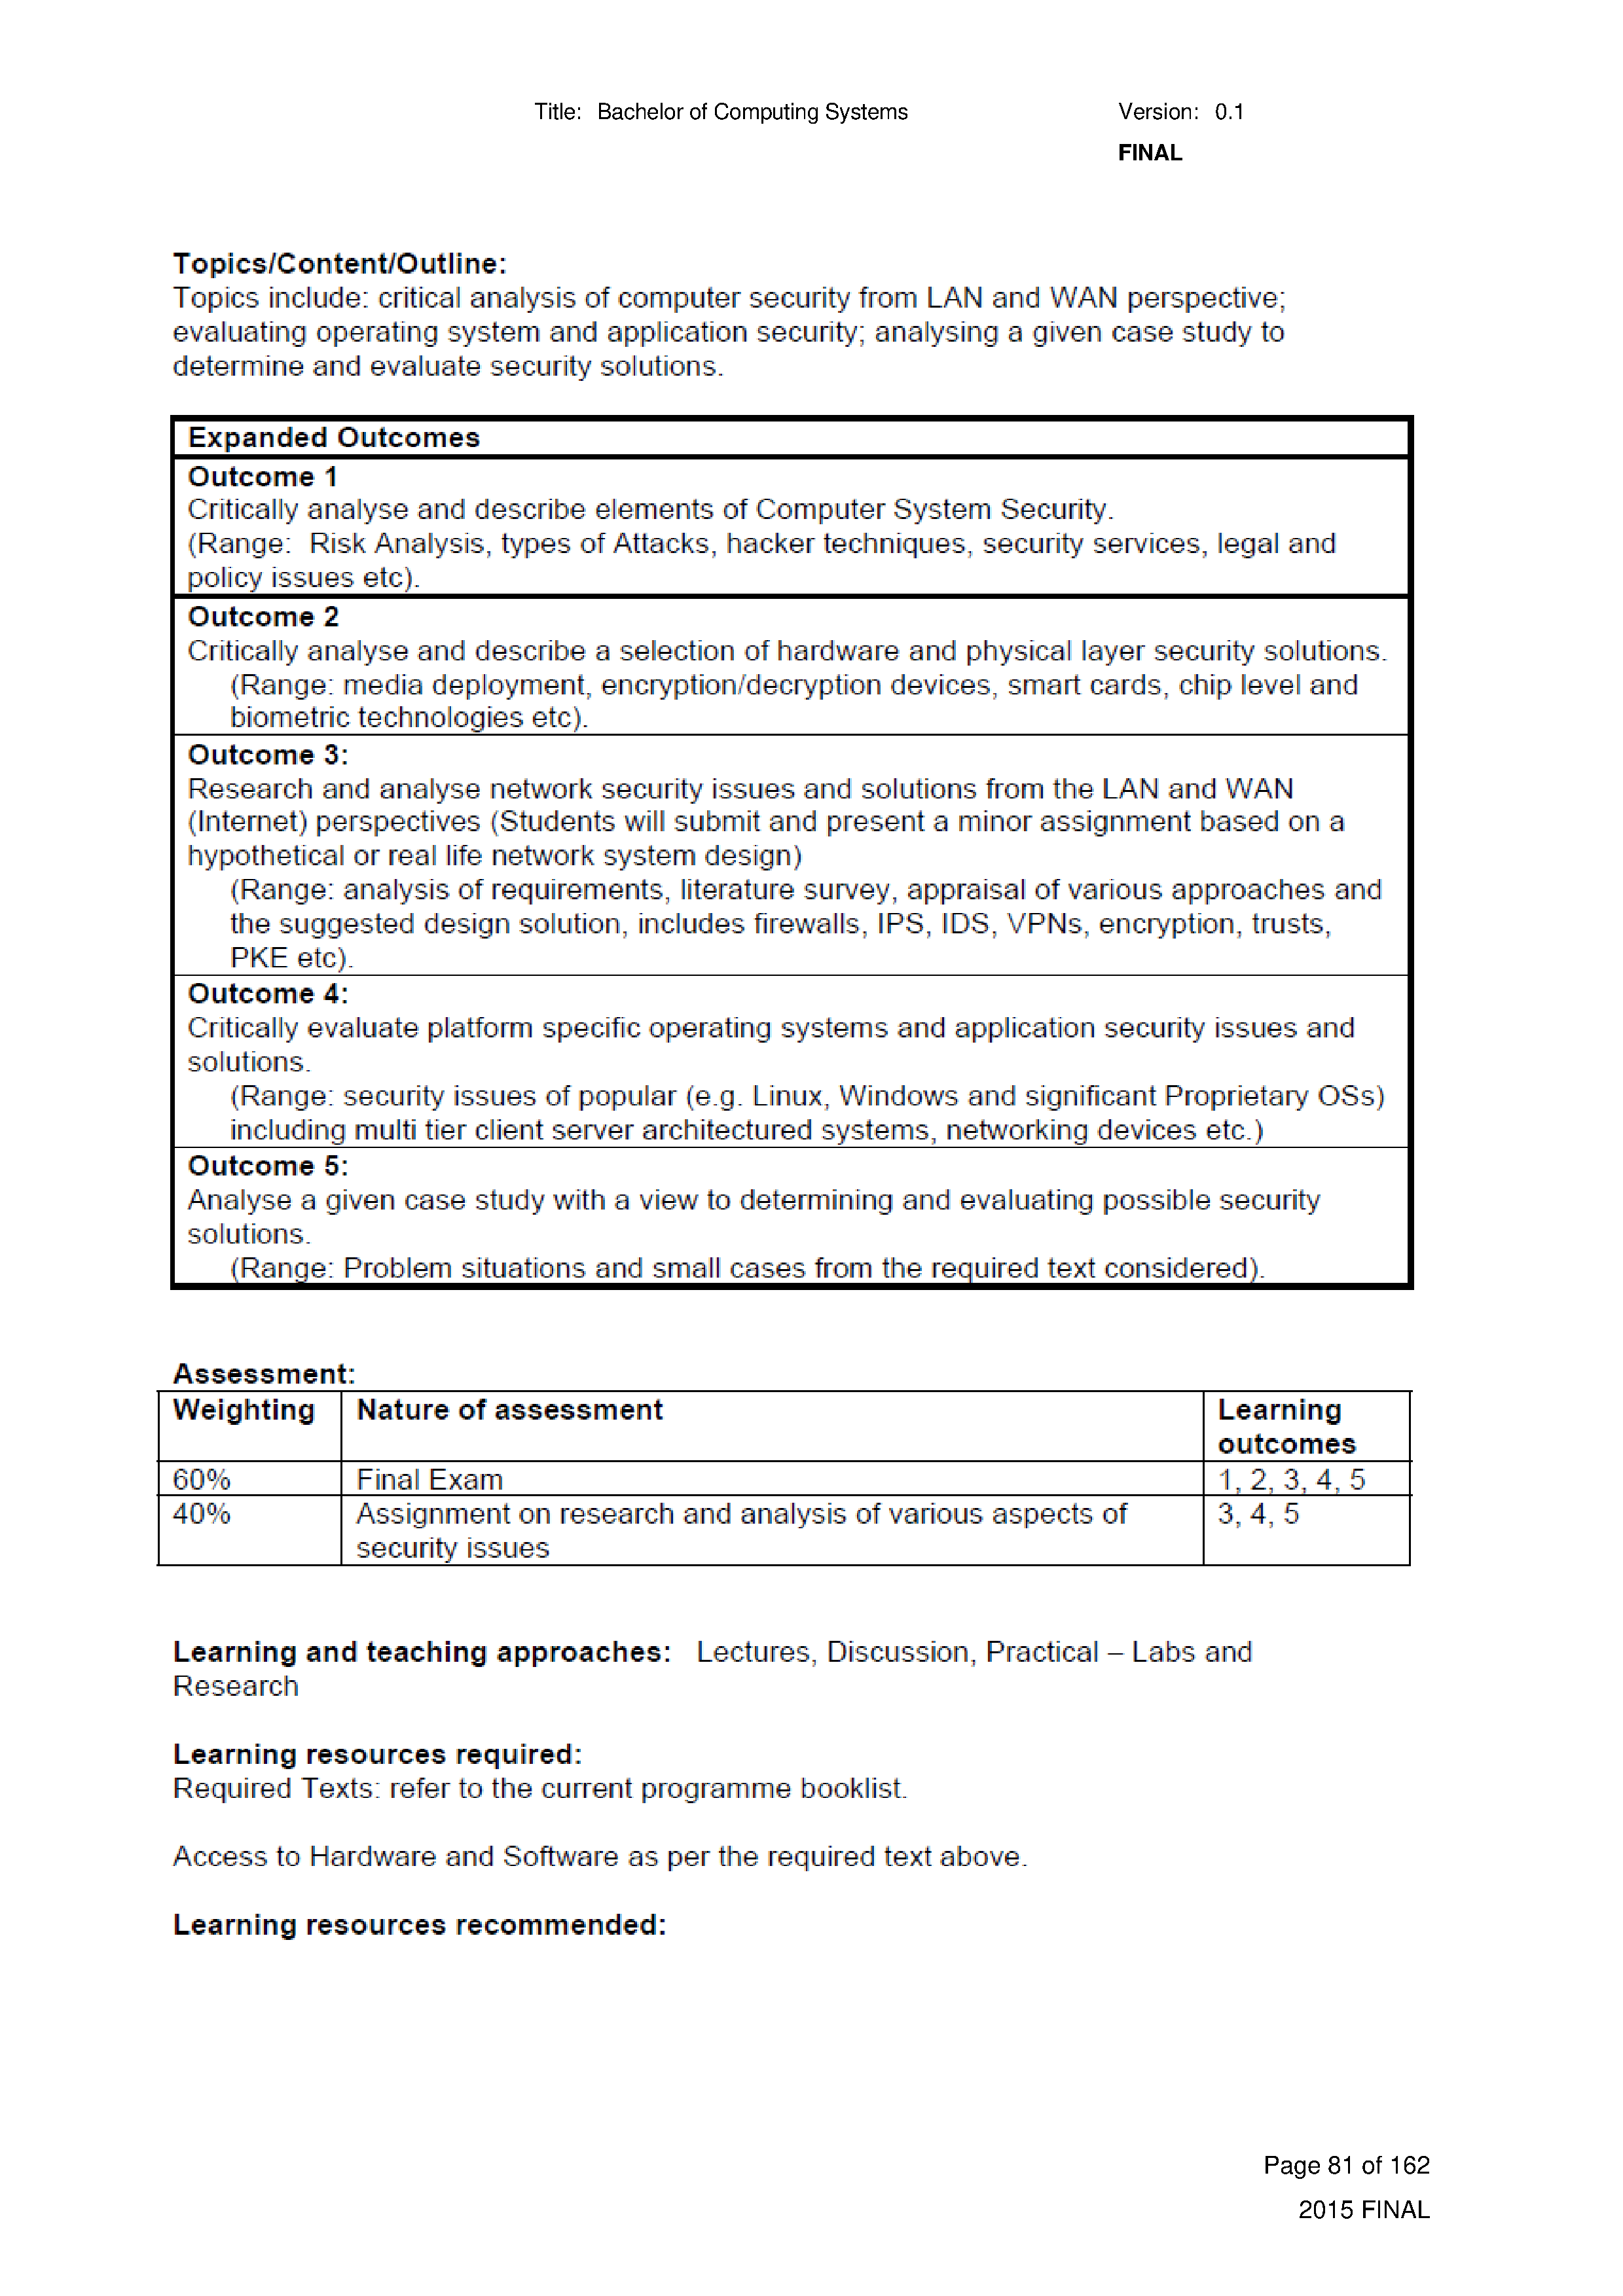 Title: Bachelor of Computing Systems Version: 0.1
FINAL
Topics/Content/Outline:
Topics include: critical analysis of computer security from LAN and WAN perspective;
evaluating operating system and application security; analysing a given case study to
determine and evaluate security solutions.
Expanded Outcomes
Outcome 1
Critically analyse and describe elements of Computer System Security.
(Range: Risk Analysis, types of Attacks, hacker techniques, security services, legal and
policy issues etc).
Outcome 2
Critically analyse and describe a selection of hardware and physical layer security solutions.
(Range: media deployment, encryption/decryption devices, smart cards, chip level and
biometric technologies etc).
Outcome 3:
Research and analyse network security issues and solutions from the LAN and WAN
(Internet) perspectives (Students will submit and present a minor assignment based on a
hypothetical or real life network system design)
(Range: analysis of requirements, literature survey, appraisal of various approaches and
the suggested design solution, includes firewalls, IPS, IDS, VPNs, encryption, trusts,
PKE etc).
Outcome 4:
Critically evaluate platform specific operating systems and application security issues and
solutions.
(Range: security issues of popular (e.g. Linux, Windows and significant Proprietary OSs)
including multi tier client server architectured systems, networking devices etc.)
Outcome 5:
Analyse a given case study with a view to determining and evaluating possible security
solutions.
(Range: Problem situations and small cases from the required text considered).
Assessment:
Weighting Nature of assessment Learning
outcomes
60% Final Exam 1, 2, 3, 4, 5
40% Assignment on research and analysis of various aspects of 3, 4, 5
security issues
Learning and teaching approaches: Lectures, Discussion, Practical – Labs and
Research
Learning resources required:
Required Texts: refer to the current programme booklist.
Access to Hardware and Software as per the required text above.
Learning resources recommended:
Page 81 of 162
2015 FINAL